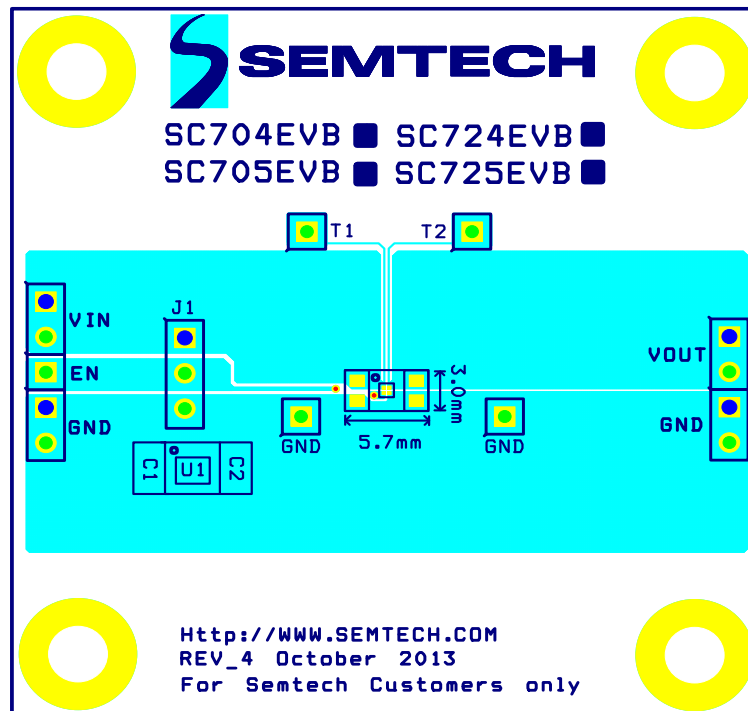 SEMTECH
SC704EVB SC724EVB
SC705EVB SC725EVB
T1 T2
J1
VIN
EN
GND
VOUT
GND
3.0mm
5.7mm
GND
GND
C1 U1 C2
Http://WWW.SEMTECH.COM
REV_4 October 2013
For Semtech Customers only